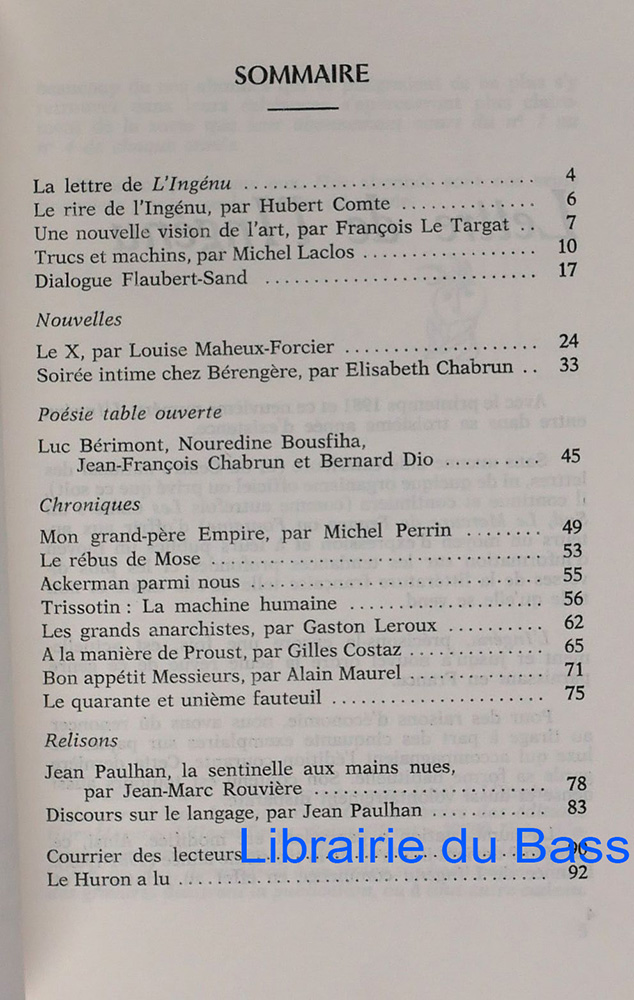 SOMMAIRE
La lettre de L'Ingénu .............................. 4
Le rire de l'Ingénu, par Hubert Comte .............. 6
Une nouvelle vision de l'art, par François Le Targat .. 7
Trucs et machins, par Michel Laclos ................. 10
Dialogue Flaubert-Sand ............................ 17
Nouvelles
Le X, par Louise Maheux-Forcier .................... 24
Soirée intime chez Bérengère, par Elisabeth Chabrun .. 33
Poésie table ouverte
Luc Bérimont, Nouredine Bousfiha,
Jean-François Chabrun et Bernard Dio .......... 45
Chroniques
Mon grand-père Empire, par Michel Perrin ........ 49
Le rébus de Mose .................................. 53
Ackerman parmi nous .............................. 55
Trissotin : La machine humaine .................... 56
Les grands anarchistes, par Gaston Leroux ........... 62
A la manière de Proust, par Gilles Costaz .............. 65
Bon appétit Messieurs, par Alain Maurel .............. 71
Le quarante et unième fauteuil ...................... 75
Relisons
Jean Paulhan, la sentinelle aux mains nues,
par Jean-Marc Rouvière ........................ 78
Discours sur le langage, par Jean Paulhan ............ 83
Courrier des lecteurs .............................. 90
Librairie du Bass
Le Huron a lu ...................................... 92